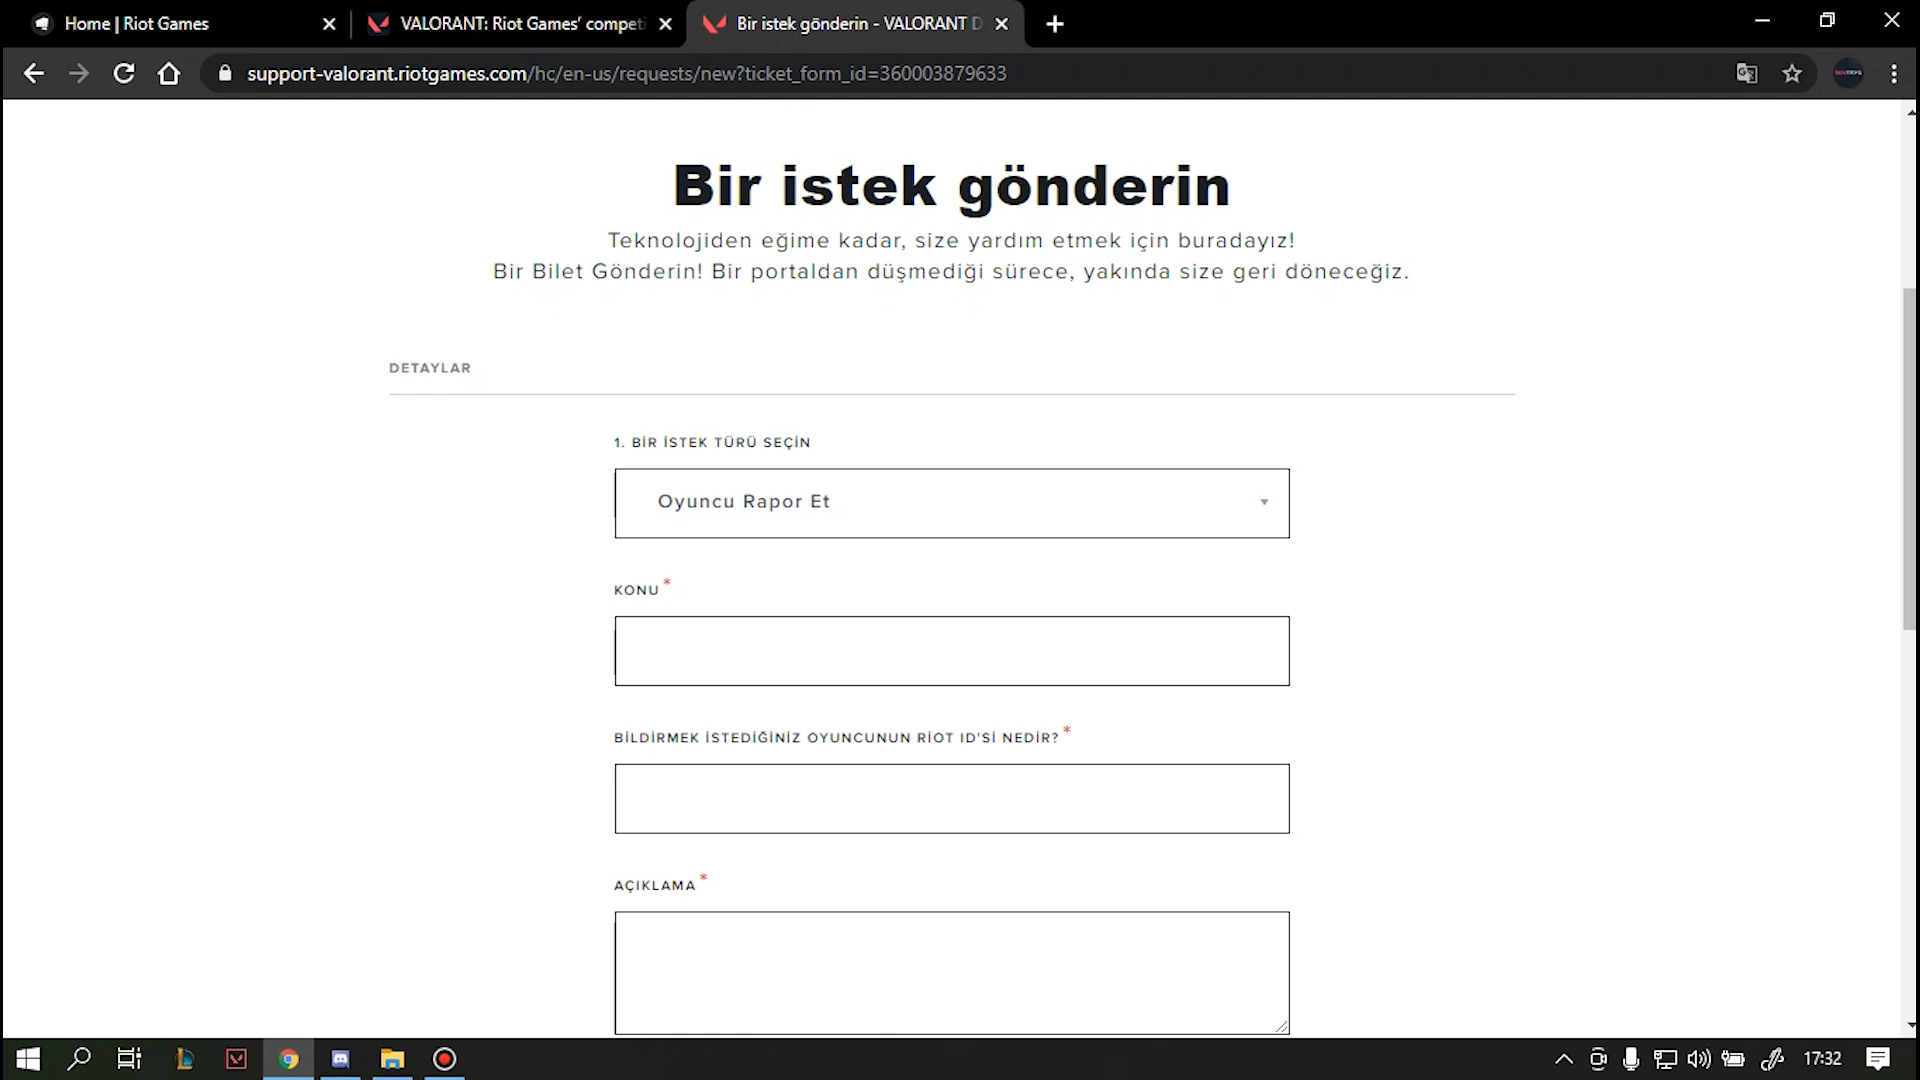 Home | Riot Games
VALORANT: Riot Games' competi
Bir istek gönderin - VALORANT D
support-valorant.riotgames.com/hc/en-us/requests/new?ticket_form_id=360003879633
Bir istek gönderin
Teknolojiden eğime kadar, size yardım etmek için buradayız!
Bir Bilet Gönderin! Bir portaldan düşmediği sürece, yakında size geri döneceğiz.
DETAYLAR
1. BİR İSTEK TÜRÜ SEÇİN
Oyuncu Rapor Et
KONU*
BİLDİRMEK İSTEDİĞİNİZ OYUNCUNUN RİOT ID'Sİ NEDİR?*
AÇIKLAMA*
17:32